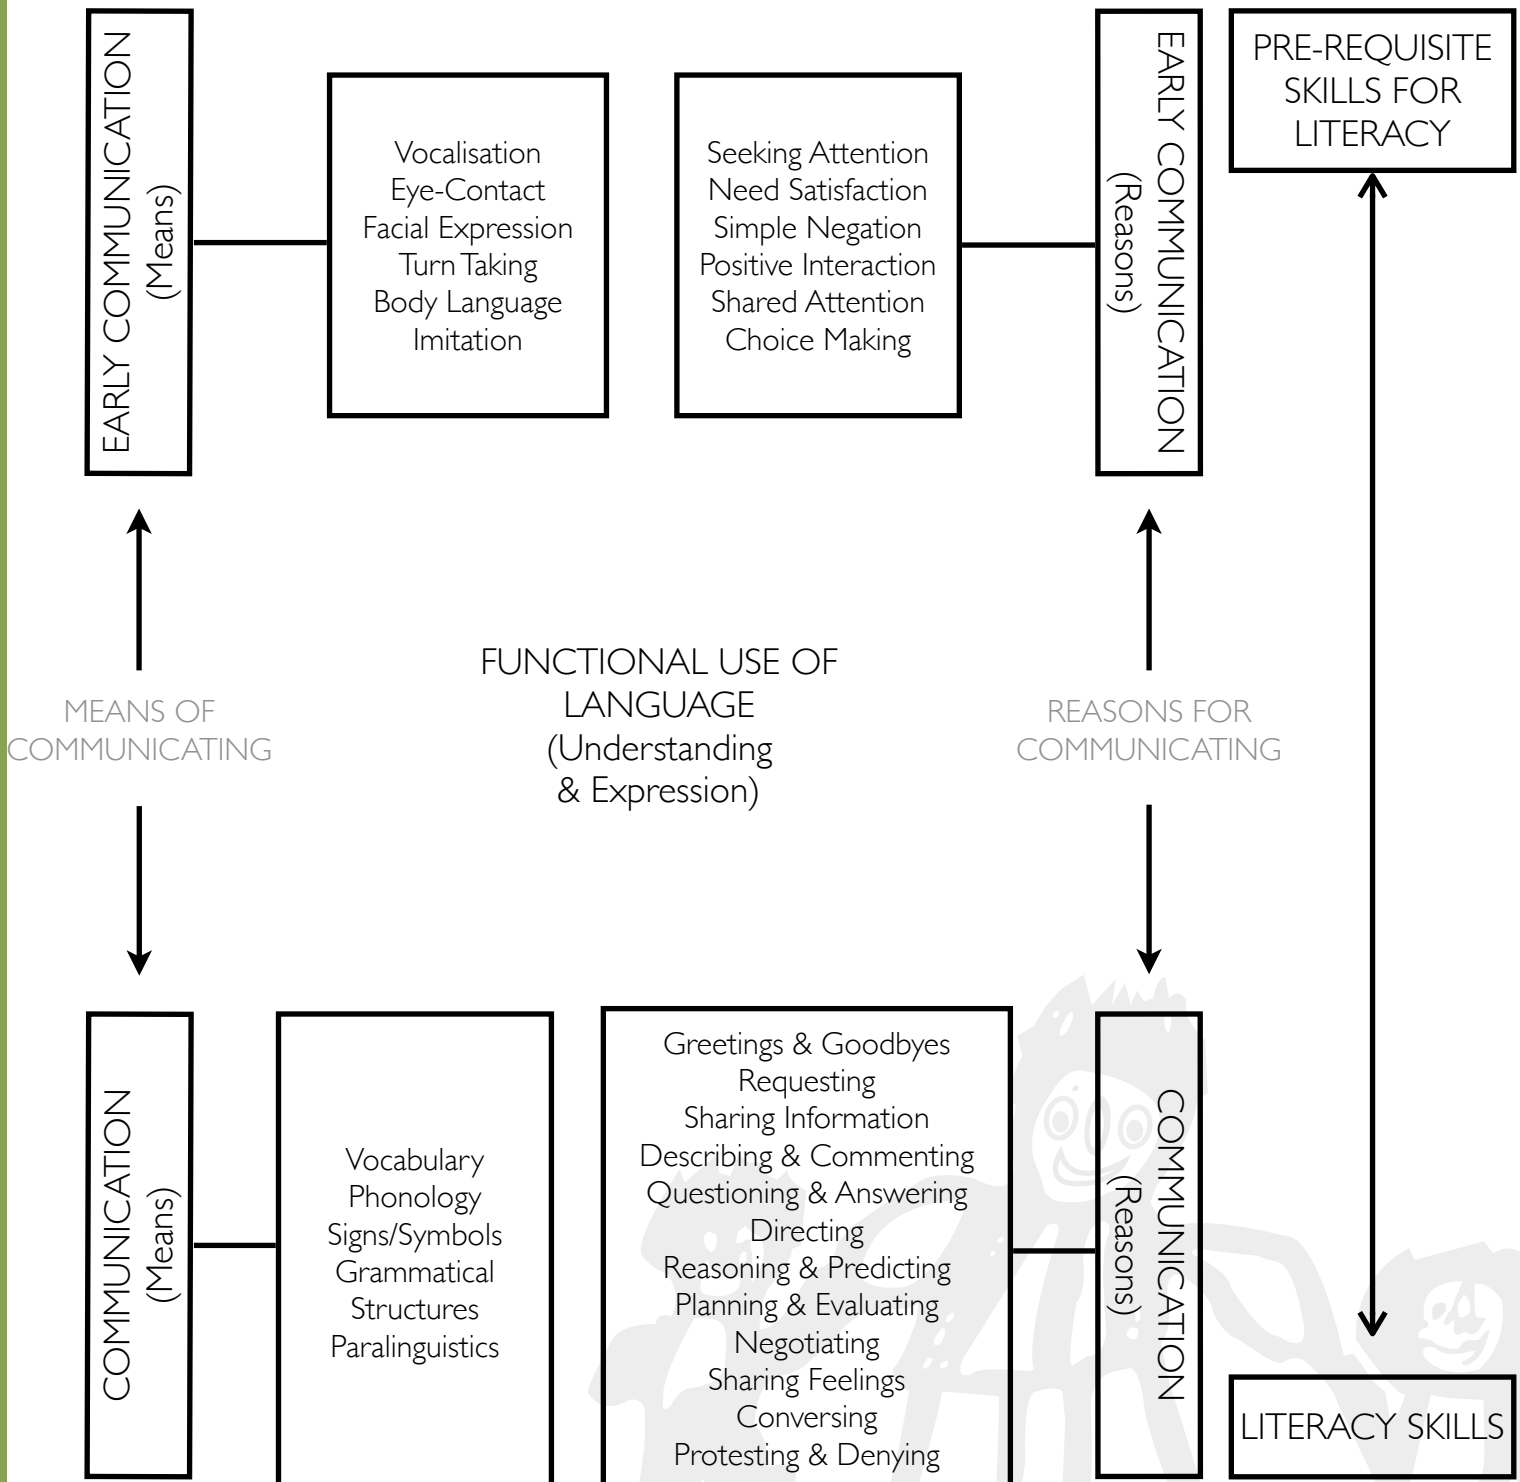 EARLY COMMUNICATION
(Means)
Vocalisation
Eye-Contact
Facial Expression
Turn Taking
Body Language
Imitation
Seeking Attention
Need Satisfaction
Simple Negation
Positive Interaction
Shared Attention
Choice Making
EARLY COMMUNICATION
(Reasons)
PRE-REQUISITE
SKILLS FOR
LITERACY
MEANS OF
COMMUNICATING
FUNCTIONAL USE OF
LANGUAGE
(Understanding
& Expression)
REASONS FOR
COMMUNICATING
COMMUNICATION
(Means)
Vocabulary
Phonology
Signs/Symbols
Grammatical
Structures
Paralinguistics
Greetings & Goodbyes
Requesting
Sharing Information
Describing & Commenting
Questioning & Answering
Directing
Reasoning & Predicting
Planning & Evaluating
Negotiating
Sharing Feelings
Conversing
Protesting & Denying
COMMUNICATION
(Reasons)
LITERACY SKILLS